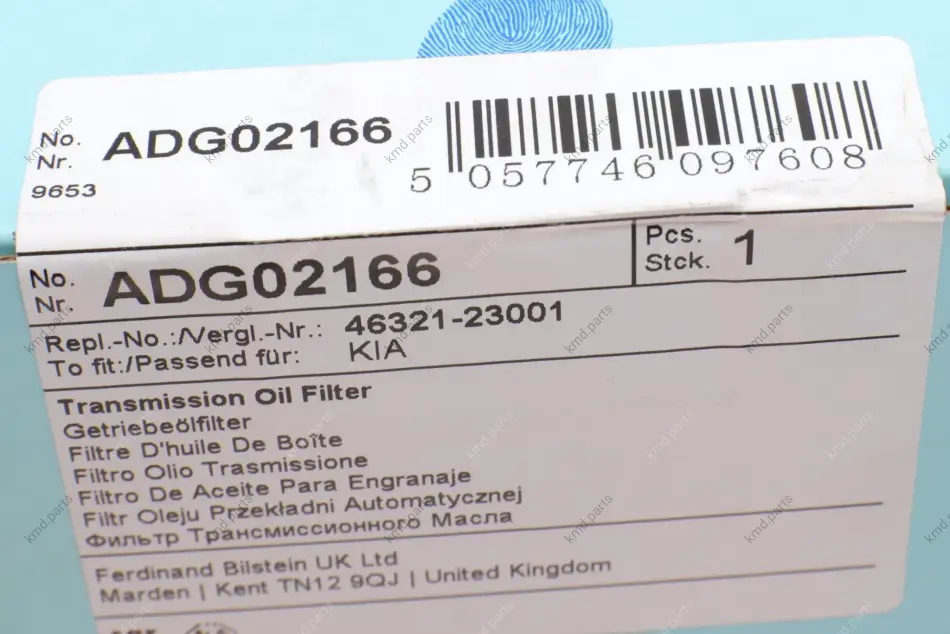 No.
Nr.
ADG02166
9653
5 057746 097608
No.
Nr.
ADG02166
Pcs.
Stck.
1
Repl.-No.:/Vergl.-Nr.: 46321-23001
To fit:/Passend für: KIA
Transmission Oil Filter
Getriebeölfilter
Filtre D'huile De Boîte
Filtro Olio Trasmissione
Filtro De Aceite Para Engranaje
Filtr Oleju Przekładni Automatycznej
Фильтр Трансмиссионного Масла
Ferdinand Bilstein UK Ltd
Marden | Kent TN12 9QJ | United Kingdom
kmd.parts